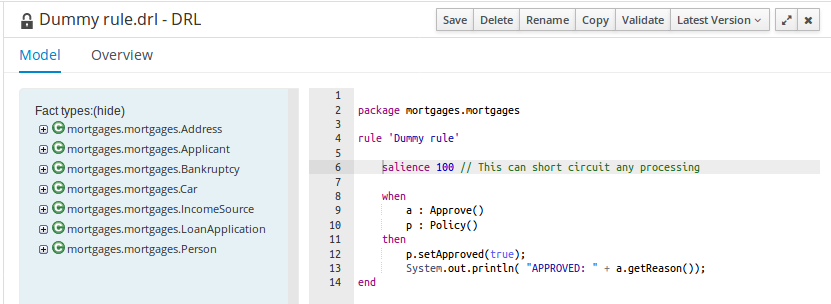 Dummy rule.drl - DRL
Save Delete Rename Copy Validate Latest Version
Model Overview
Fact types:(hide)
mortgages.mortgages.Address
mortgages.mortgages.Applicant
mortgages.mortgages.Bankruptcy
mortgages.mortgages.Car
mortgages.mortgages.IncomeSource
mortgages.mortgages.LoanApplication
mortgages.mortgages.Person
1
2 package mortgages.mortgages
3
4 rule 'Dummy rule'
5
6 salience 100 // This can short circuit any processing
7
8 when
9 a : Approve()
10 p : Policy()
11 then
12 p.setApproved(true);
13 System.out.println( "APPROVED: " + a.getReason());
14 end